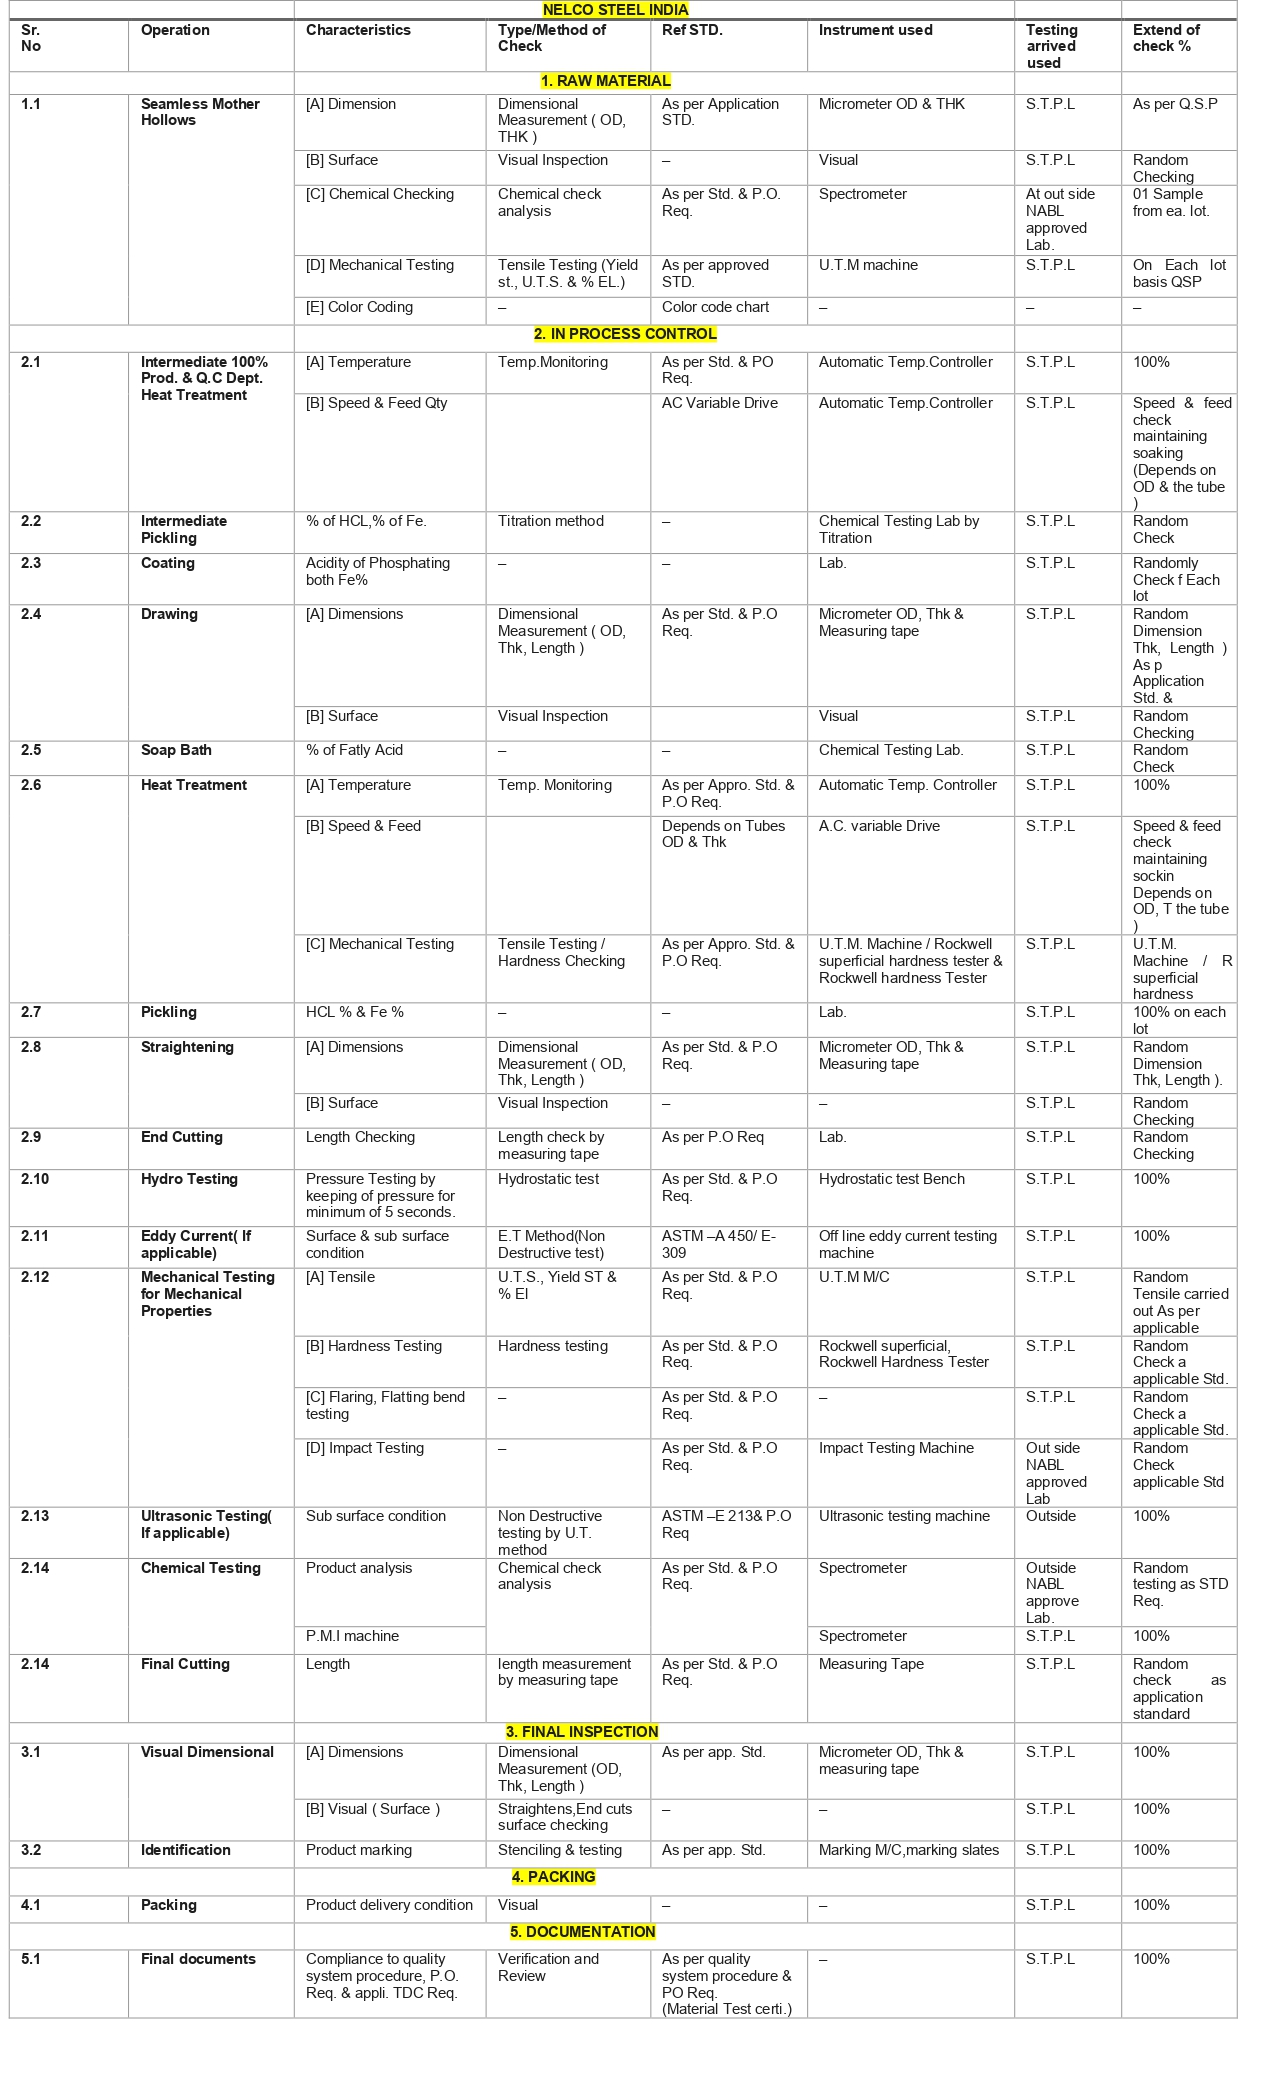 NELCO STEEL INDIA
Sr. No | Operation | Characteristics | Type/Method of Check | Ref STD. | Instrument used | Testing arrived used | Extend of check %
1. RAW MATERIAL
1.1 | Seamless Mother Hollows | [A] Dimension | Dimensional Measurement ( OD, THK ) | As per Application STD. | Micrometer OD & THK | S.T.P.L | As per Q.S.P
[B] Surface | Visual Inspection | – | Visual | S.T.P.L | Random Checking
[C] Chemical Checking | Chemical check analysis | As per Std. & P.O. Req. | Spectrometer | At out side NABL approved Lab. | 01 Sample from ea. lot.
[D] Mechanical Testing | Tensile Testing (Yield st., U.T.S. & % EL.) | As per approved STD. | U.T.M machine | S.T.P.L | On Each lot basis QSP
[E] Color Coding | – | Color code chart | – | – | –
2. IN PROCESS CONTROL
2.1 | Intermediate 100% Prod. & Q.C Dept. Heat Treatment | [A] Temperature | Temp.Monitoring | As per Std. & PO Req. | Automatic Temp.Controller | S.T.P.L | 100%
[B] Speed & Feed Qty | | AC Variable Drive | Automatic Temp.Controller | S.T.P.L | Speed & feed check maintaining soaking (Depends on OD & the tube )
2.2 | Intermediate Pickling | % of HCL,% of Fe. | Titration method | – | Chemical Testing Lab by Titration | S.T.P.L | Random Check
2.3 | Coating | Acidity of Phosphating both Fe% | – | – | Lab. | S.T.P.L | Randomly Check f Each lot
2.4 | Drawing | [A] Dimensions | Dimensional Measurement ( OD, Thk, Length ) | As per Std. & P.O Req. | Micrometer OD, Thk & Measuring tape | S.T.P.L | Random Dimension Thk, Length ) As p Application Std. &
[B] Surface | Visual Inspection | | Visual | S.T.P.L | Random Checking
2.5 | Soap Bath | % of Fatly Acid | – | – | Chemical Testing Lab. | S.T.P.L | Random Check
2.6 | Heat Treatment | [A] Temperature | Temp. Monitoring | As per Appro. Std. & P.O Req. | Automatic Temp. Controller | S.T.P.L | 100%
[B] Speed & Feed | | Depends on Tubes OD & Thk | A.C. variable Drive | S.T.P.L | Speed & feed check maintaining sockin Depends on OD, T the tube )
[C] Mechanical Testing | Tensile Testing / Hardness Checking | As per Appro. Std. & P.O Req. | U.T.M. Machine / Rockwell superficial hardness tester & Rockwell hardness Tester | S.T.P.L | U.T.M. Machine / R superficial hardness
2.7 | Pickling | HCL % & Fe % | – | – | Lab. | S.T.P.L | 100% on each lot
2.8 | Straightening | [A] Dimensions | Dimensional Measurement ( OD, Thk, Length ) | As per Std. & P.O Req. | Micrometer OD, Thk & Measuring tape | S.T.P.L | Random Dimension Thk, Length ).
[B] Surface | Visual Inspection | – | – | S.T.P.L | Random Checking
2.9 | End Cutting | Length Checking | Length check by measuring tape | As per P.O Req | Lab. | S.T.P.L | Random Checking
2.10 | Hydro Testing | Pressure Testing by keeping of pressure for minimum of 5 seconds. | Hydrostatic test | As per Std. & P.O Req. | Hydrostatic test Bench | S.T.P.L | 100%
2.11 | Eddy Current( If applicable) | Surface & sub surface condition | E.T Method(Non Destructive test) | ASTM –A 450/ E-309 | Off line eddy current testing machine | S.T.P.L | 100%
2.12 | Mechanical Testing for Mechanical Properties | [A] Tensile | U.T.S., Yield ST & % El | As per Std. & P.O Req. | U.T.M M/C | S.T.P.L | Random Tensile carried out As per applicable
[B] Hardness Testing | Hardness testing | As per Std. & P.O Req. | Rockwell superficial, Rockwell Hardness Tester | S.T.P.L | Random Check a applicable Std.
[C] Flaring, Flatting bend testing | – | As per Std. & P.O Req. | – | S.T.P.L | Random Check a applicable Std.
[D] Impact Testing | – | As per Std. & P.O Req. | Impact Testing Machine | Out side NABL approved Lab | Random Check applicable Std
2.13 | Ultrasonic Testing( If applicable) | Sub surface condition | Non Destructive testing by U.T. method | ASTM –E 213& P.O Req | Ultrasonic testing machine | Outside | 100%
2.14 | Chemical Testing | Product analysis | Chemical check analysis | As per Std. & P.O Req. | Spectrometer | Outside NABL approve Lab. | Random testing as STD Req.
P.M.I machine | Spectrometer | S.T.P.L | 100%
2.14 | Final Cutting | Length | length measurement by measuring tape | As per Std. & P.O Req. | Measuring Tape | S.T.P.L | Random check as application standard
3. FINAL INSPECTION
3.1 | Visual Dimensional | [A] Dimensions | Dimensional Measurement (OD, Thk, Length ) | As per app. Std. | Micrometer OD, Thk & measuring tape | S.T.P.L | 100%
[B] Visual ( Surface ) | Straightens,End cuts surface checking | – | – | S.T.P.L | 100%
3.2 | Identification | Product marking | Stenciling & testing | As per app. Std. | Marking M/C,marking slates | S.T.P.L | 100%
4. PACKING
4.1 | Packing | Product delivery condition | Visual | – | – | S.T.P.L | 100%
5. DOCUMENTATION
5.1 | Final documents | Compliance to quality system procedure, P.O. Req. & appli. TDC Req. | Verification and Review | As per quality system procedure & PO Req. (Material Test certi.) | – | S.T.P.L | 100%